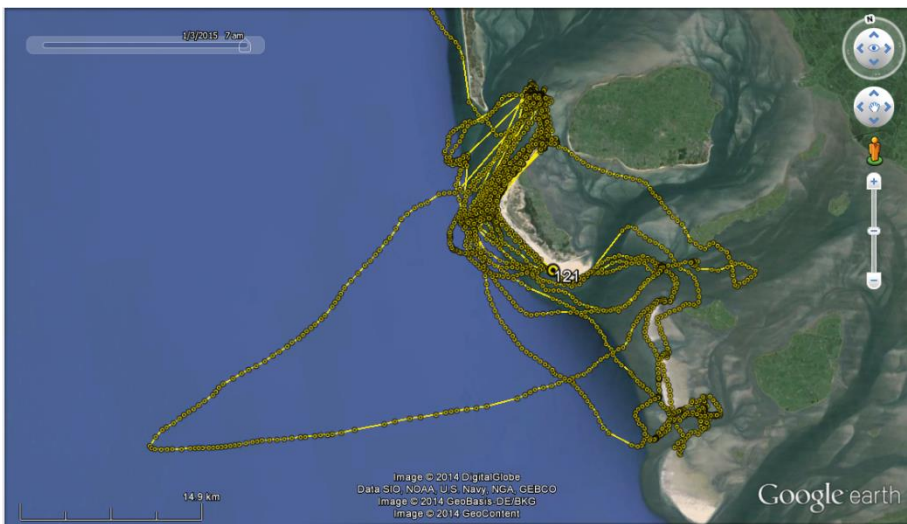 1/3/2015 7 am
N
121
14.9 km
Image © 2014 DigitalGlobe
Data SIO, NOAA, U.S. Navy, NGA, GEBCO
Image © 2014 GeoBasis-DE/BKG
Image © 2014 GeoContent
Google earth